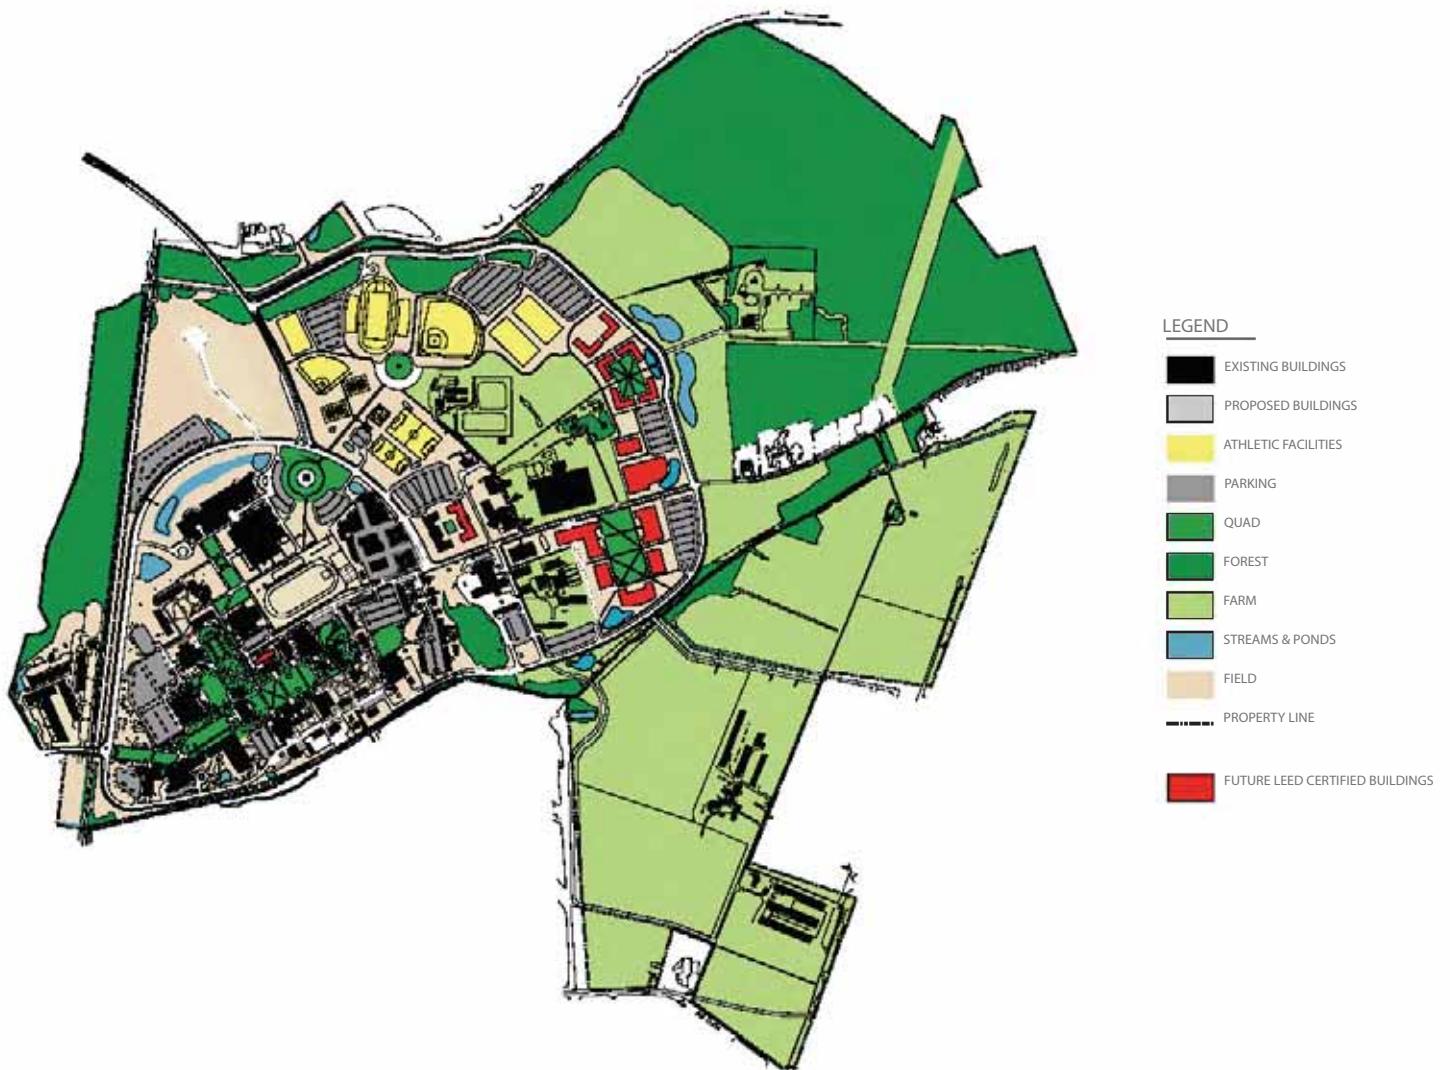 LEGEND
EXISTING BUILDINGS
PROPOSED BUILDINGS
ATHLETIC FACILITIES
PARKING
QUAD
FOREST
FARM
STREAMS & PONDS
FIELD
PROPERTY LINE
FUTURE LEED CERTIFIED BUILDINGS